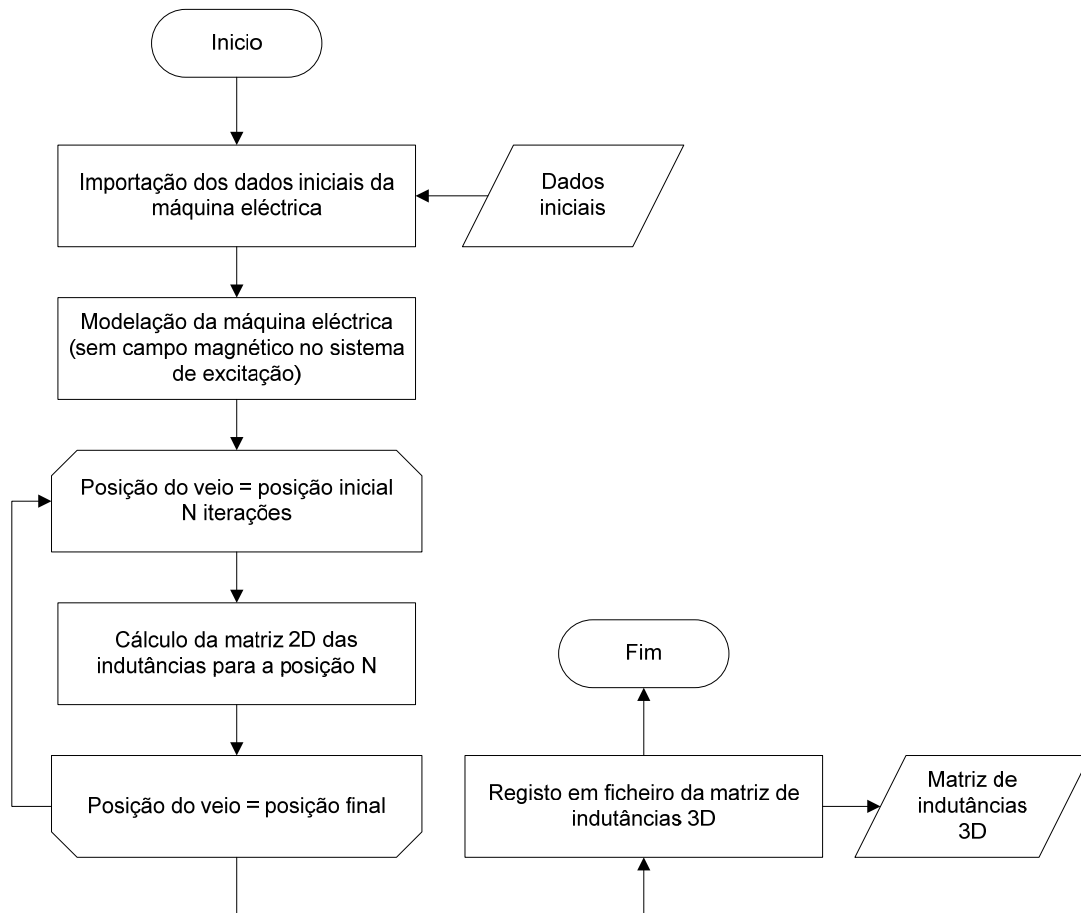 Inicio
Importação dos dados iniciais da
máquina eléctrica
Dados
iniciais
Modelação da máquina eléctrica
(sem campo magnético no sistema
de excitação)
Posição do veio = posição inicial
N iterações
Cálculo da matriz 2D das
indutâncias para a posição N
Posição do veio = posição final
Fim
Registo em ficheiro da matriz de
indutâncias 3D
Matriz de
indutâncias
3D